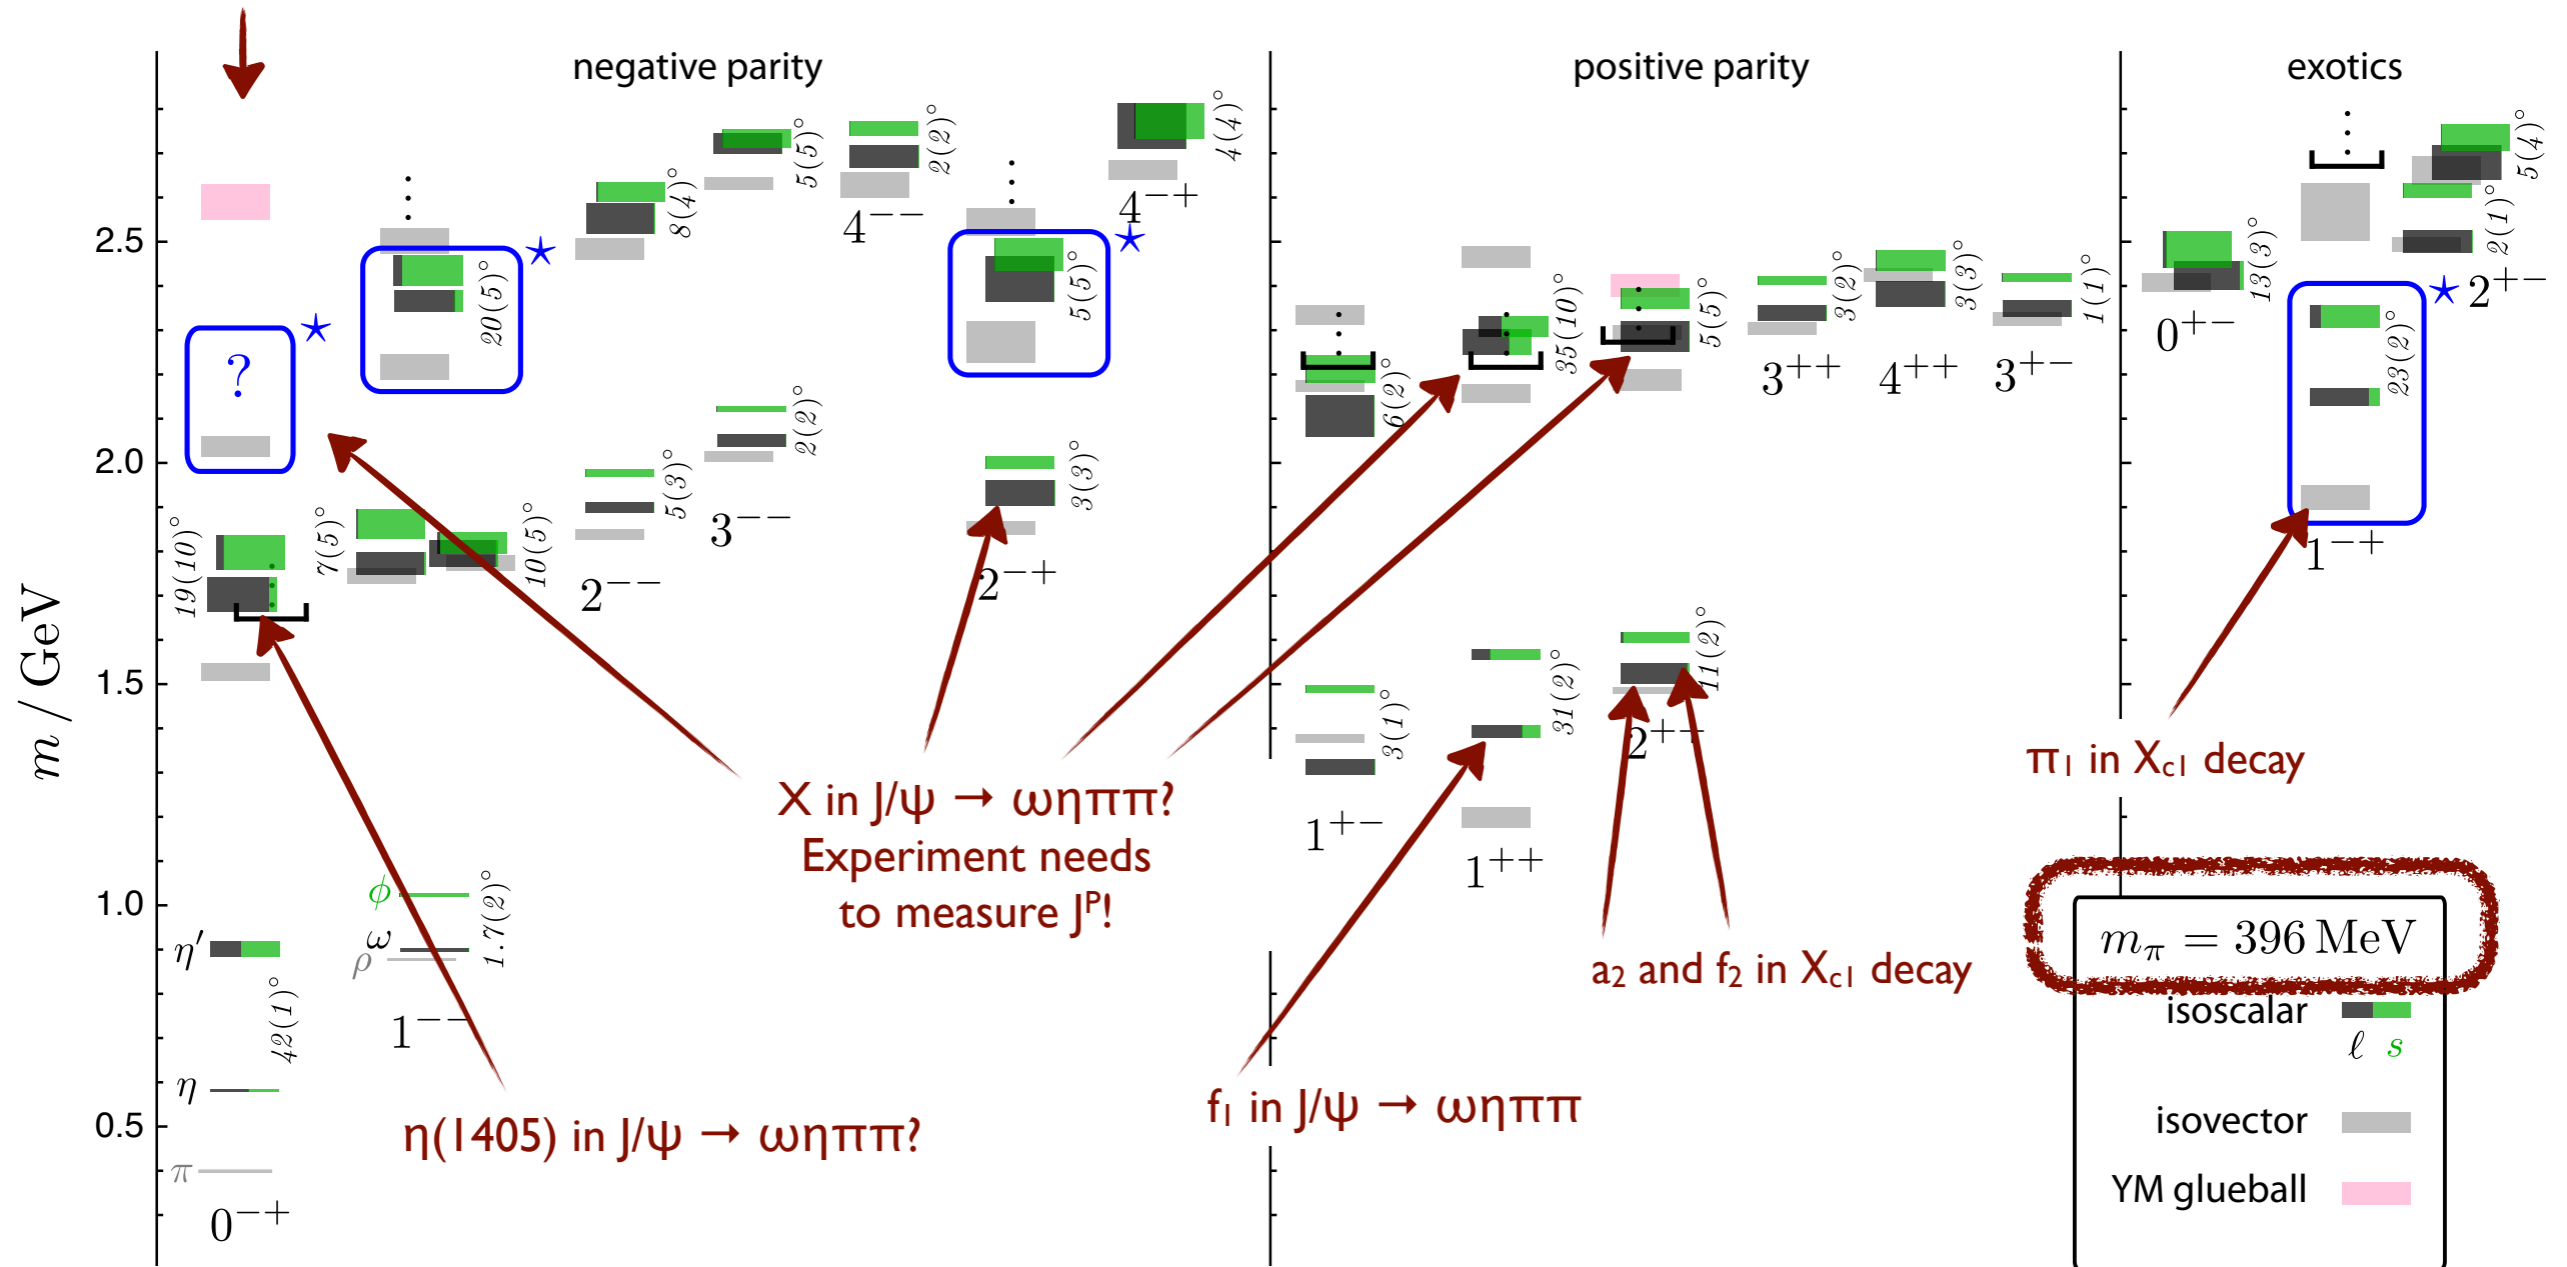 negative parity
positive parity
exotics
m / GeV
2.5
2.0
1.5
1.0
0.5
?
20(5)°
8(4)°
5(5)°
2(2)°
4⁻⁻
5(5)°
4(4)°
4⁻⁺
19(10)°
7(5)°
10(5)°
5(3)°
2⁻⁻
2(2)°
3⁻⁻
3(3)°
2⁻⁺
6(2)°
35(10)°
5(5)°
3(2)°
3⁺⁺
3(3)°
4⁺⁺
1(1)°
3⁺⁻
13(3)°
0⁺⁻
5(4)°
2(1)°
2⁺⁻
23(2)°
1⁻⁺
3(1)°
1⁺⁻
31(2)°
1⁺⁺
11(2)°
2⁺⁺
π₁ in Χc1 decay
X in J/ψ → ωηππ?
Experiment needs
to measure Jᴾ!
a₂ and f₂ in Χc1 decay
f₁ in J/ψ → ωηππ
η(1405) in J/ψ → ωηππ?
ϕ
ω
ρ
1.7(2)°
1⁻⁻
η′
42(1)°
η
π
0⁻⁺
mπ = 396 MeV
isoscalar
ℓ s
isovector
YM glueball